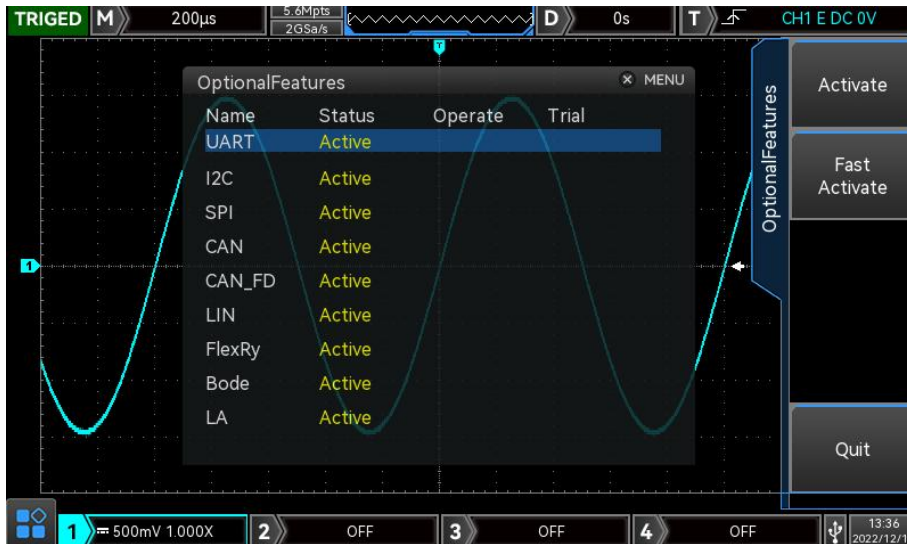 TRIGED M 200μs 5.6Mpts D 0s T CH1 E DC 0V
2GSa/s
T
OptionalFeatures × MENU
Name Status Operate Trial
UART Active
I2C Active
SPI Active
CAN Active
CAN_FD Active
LIN Active
FlexRy Active
Bode Active
LA Active
1
OptionalFeatures
Activate
Fast
Activate
Quit
1 500mV 1.000X 2 OFF 3 OFF 4 OFF 13:36